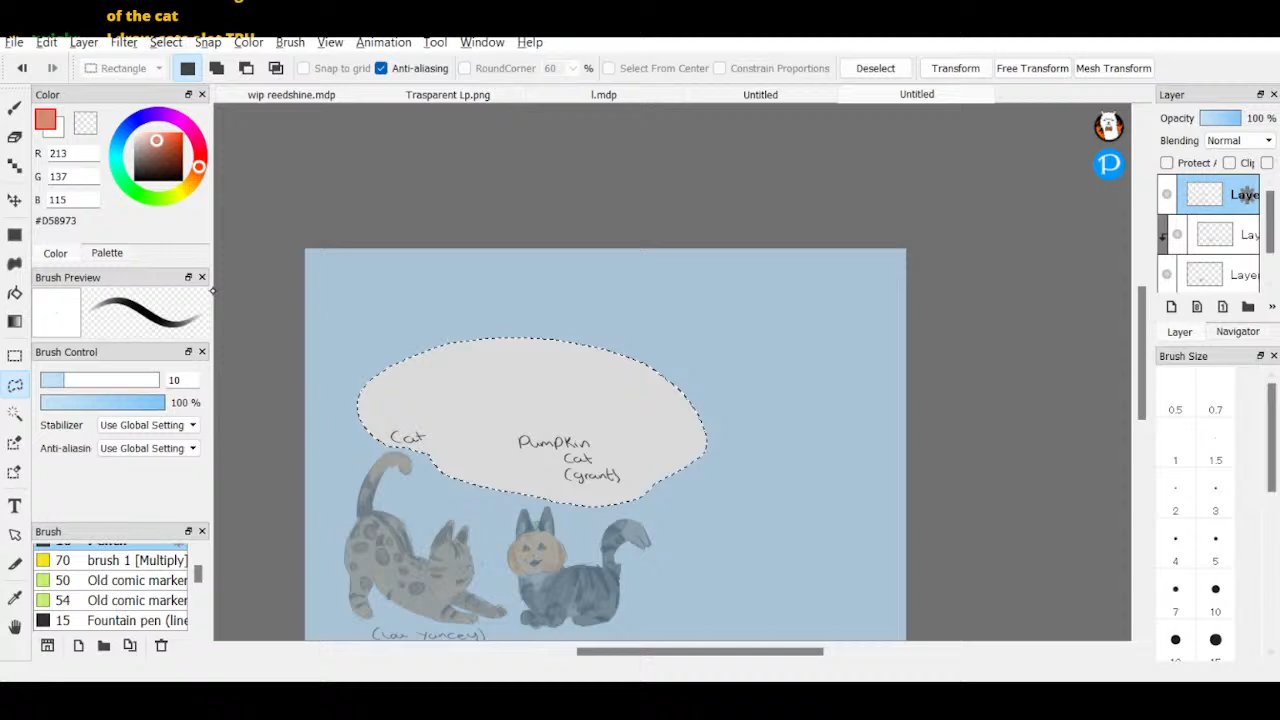 of the cat
File Edit Layer Filter Select Snap Color Brush View Animation Tool Window Help
Rectangle Snap to grid Anti-aliasing RoundCorner 60 % Select From Center Constrain Proportions Deselect Transform Free Transform Mesh Transform
Color
wip reedshine.mdp Trasparent Lp.png l.mdp Untitled Untitled
Layer
Opacity 100 %
R 213
G 137
B 115
#D58973
Blending Normal
Protect
Color Palette
Brush Preview
Brush Control
10
100 %
Stabilizer Use Global Setting
Anti-aliasin Use Global Setting
Brush
70 brush 1 [Multiply]
50 Old comic marker
54 Old comic marker
15 Fountain pen (line
Cat
Pumpkin
Cat
(grant)
Laye
Lay
Layer
Layer Navigator
Brush Size
0.5 0.7
1 1.5
2 3
4 5
7 10
P